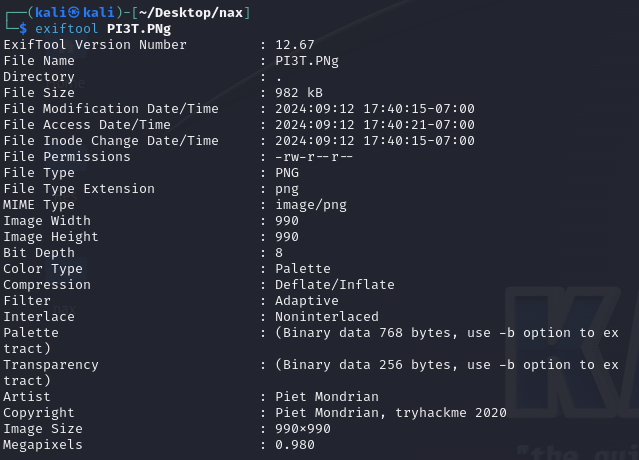 ┌──(kali㉿kali)-[~/Desktop/nax]
└─$ exiftool PI3T.PNg
ExifTool Version Number         : 12.67
File Name                       : PI3T.PNg
Directory                       : .
File Size                       : 982 kB
File Modification Date/Time     : 2024:09:12 17:40:15-07:00
File Access Date/Time           : 2024:09:12 17:40:21-07:00
File Inode Change Date/Time     : 2024:09:12 17:40:15-07:00
File Permissions                : -rw-r--r--
File Type                       : PNG
File Type Extension             : png
MIME Type                       : image/png
Image Width                     : 990
Image Height                    : 990
Bit Depth                       : 8
Color Type                      : Palette
Compression                     : Deflate/Inflate
Filter                          : Adaptive
Interlace                       : Noninterlaced
Palette                         : (Binary data 768 bytes, use -b option to ex
tract)
Transparency                    : (Binary data 256 bytes, use -b option to ex
tract)
Artist                          : Piet Mondrian
Copyright                       : Piet Mondrian, tryhackme 2020
Image Size                      : 990×990
Megapixels                      : 0.980